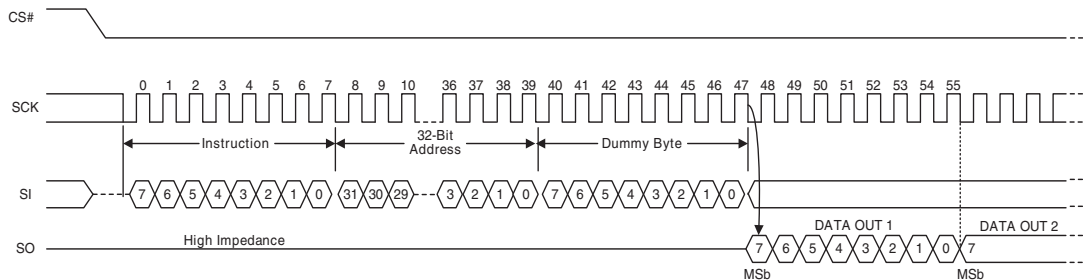 CS#
0 1 2 3 4 5 6 7 8 9 10 36 37 38 39 40 41 42 43 44 45 46 47 48 49 50 51 52 53 54 55
SCK
Instruction
32-Bit
Address
Dummy Byte
SI
7 6 5 4 3 2 1 0 31 30 29 3 2 1 0 7 6 5 4 3 2 1 0
DATA OUT 1
DATA OUT 2
High Impedance
SO
7 6 5 4 3 2 1 0 7
MSb
MSb